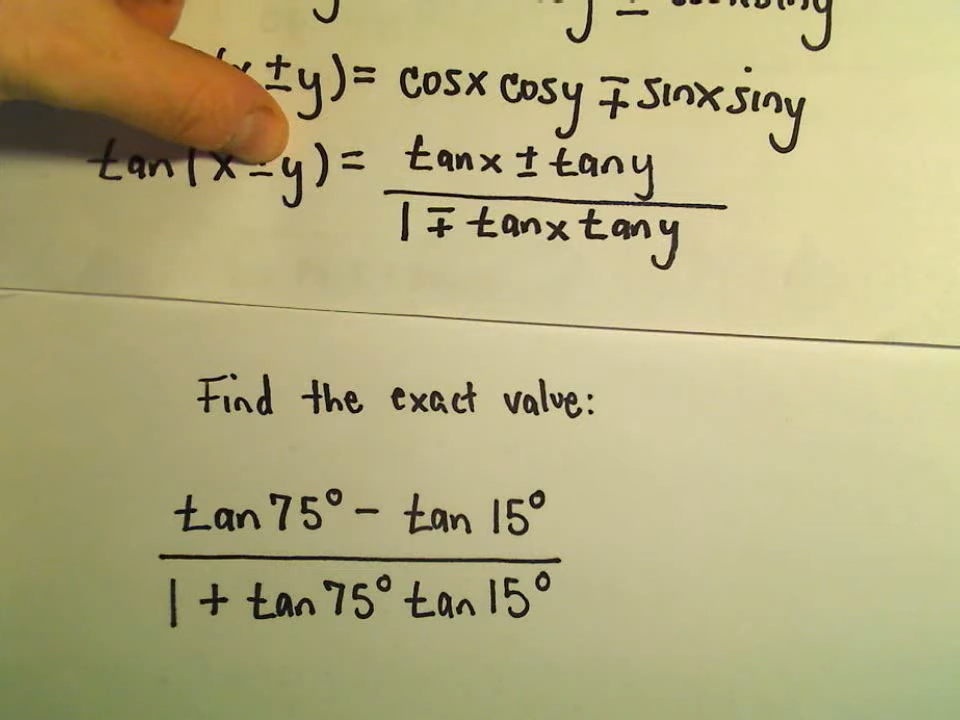 y ±
± y) = cosx cosy ∓ sinx siny
tan(x ± y) = tanx ± tany
1 ∓ tanx tany
Find the exact value:
tan 75° - tan 15°
1 + tan 75° tan 15°